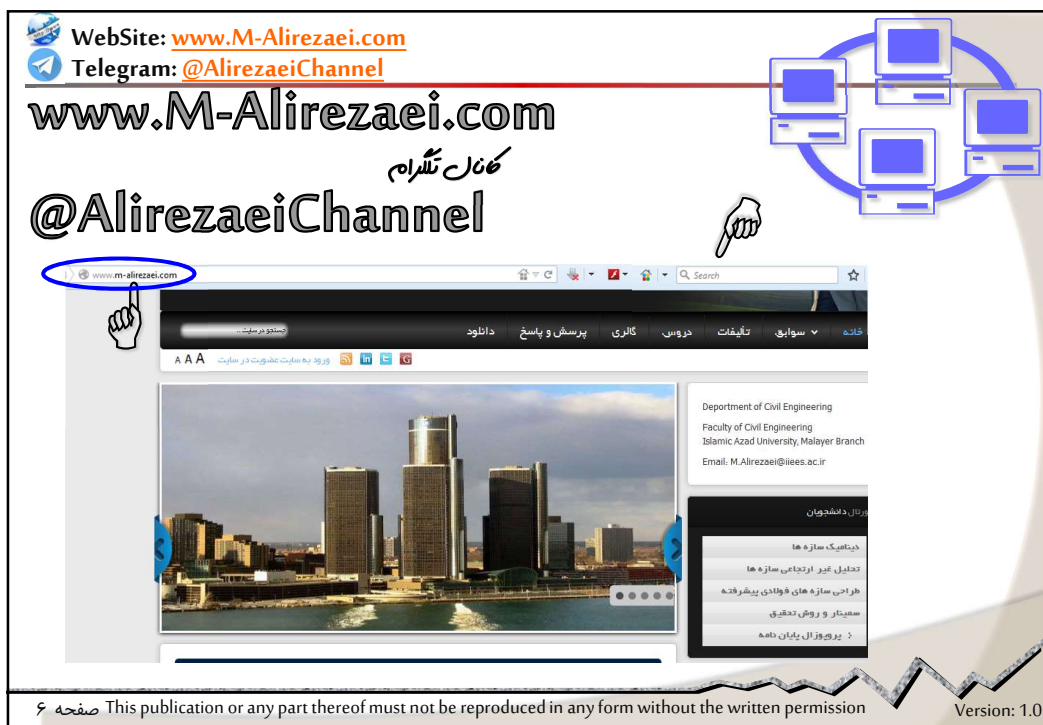 WebSite: www.M-Alirezaei.com
Telegram: @AlirezaeiChannel
www.M-Alirezaei.com
کانال تلگرام
@AlirezaeiChannel
www.m-alirezaei.com
Search
خانه سوابق تألیفات دروس گالری پرسش و پاسخ دانلود جستجو در سایت...
ورود به سایت عضویت در سایت A A A
Department of Civil Engineering
Faculty of Civil Engineering
Islamic Azad University, Malayer Branch
Email: M.Alirezaei@iiees.ac.ir
دانشجویان
دینامیک سازه ها
تحلیل غیر ارتجاعی سازه ها
طراحی سازه های فولادی پیشرفته
سمینار و روش تحقیق
پروپوزال پایان نامه
صفحه ۶ This publication or any part thereof must not be reproduced in any form without the written permission
Version: 1.0